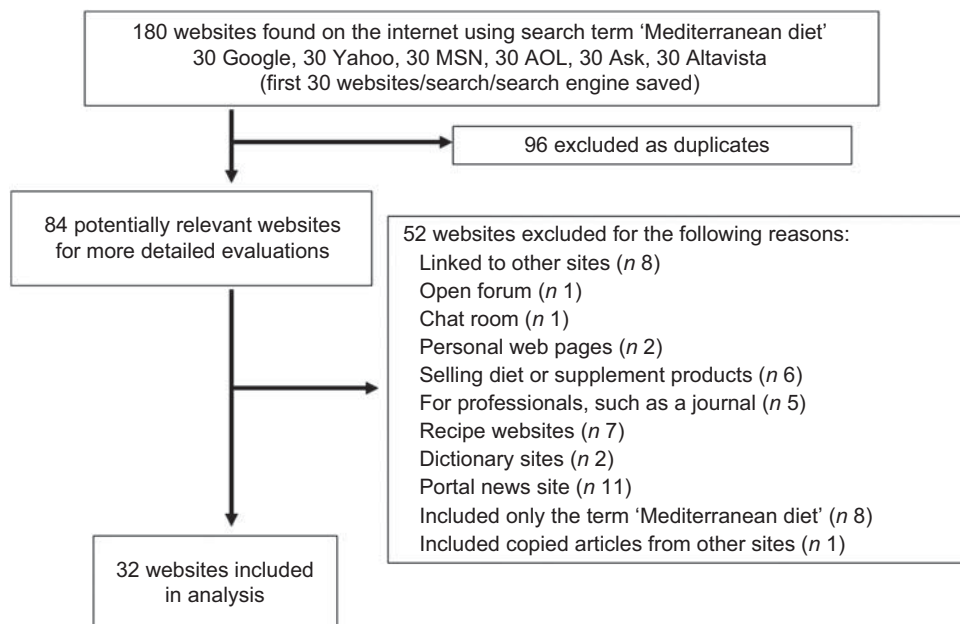 180 websites found on the internet using search term ‘Mediterranean diet’
30 Google, 30 Yahoo, 30 MSN, 30 AOL, 30 Ask, 30 Altavista
(first 30 websites/search/search engine saved)
96 excluded as duplicates
84 potentially relevant websites
for more detailed evaluations
52 websites excluded for the following reasons:
Linked to other sites (n 8)
Open forum (n 1)
Chat room (n 1)
Personal web pages (n 2)
Selling diet or supplement products (n 6)
For professionals, such as a journal (n 5)
Recipe websites (n 7)
Dictionary sites (n 2)
Portal news site (n 11)
Included only the term ‘Mediterranean diet’ (n 8)
Included copied articles from other sites (n 1)
32 websites included
in analysis